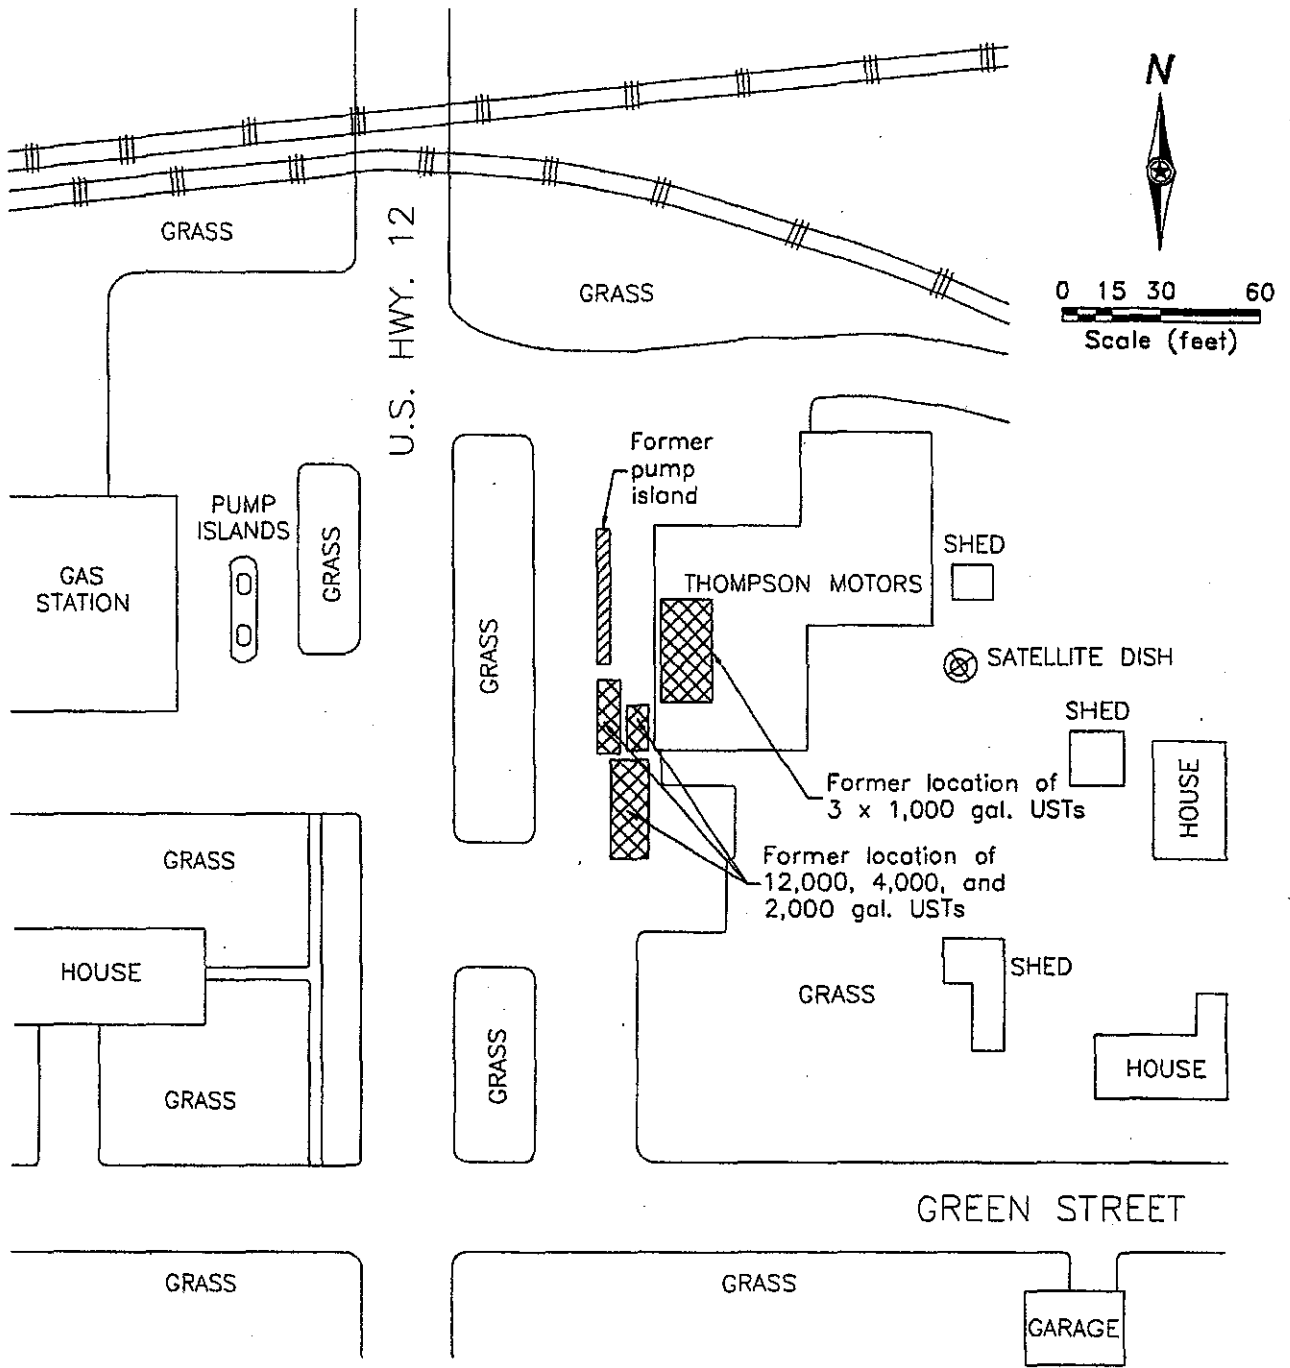 N
GRASS
U.S. HWY. 12
GRASS
0 15 30 60
Scale (feet)
Former
pump
island
PUMP
ISLANDS
GRASS
GAS
STATION
GRASS
THOMPSON MOTORS
SHED
SATELLITE DISH
SHED
HOUSE
Former location of
3 x 1,000 gal. USTs
Former location of
12,000, 4,000, and
2,000 gal. USTs
GRASS
HOUSE
GRASS
SHED
GRASS
HOUSE
GRASS
GREEN STREET
GRASS
GRASS
GARAGE